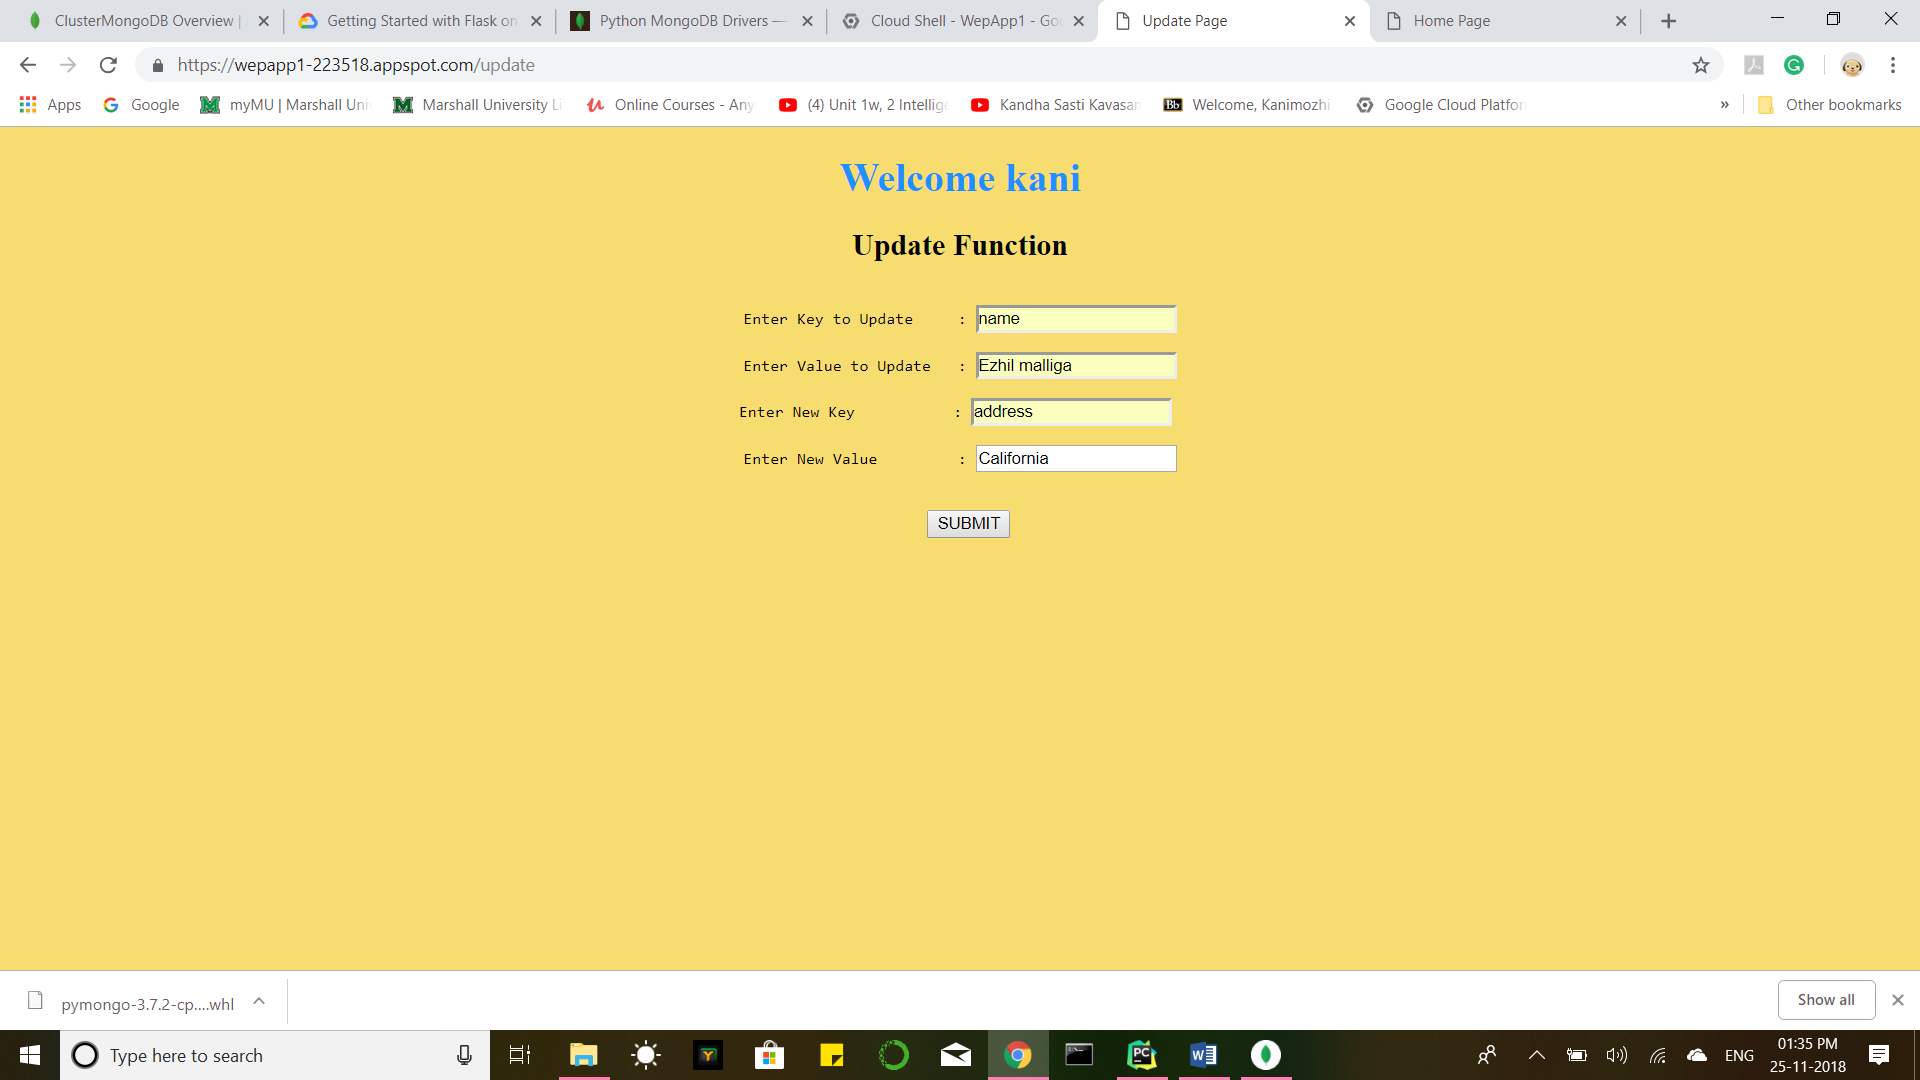 ClusterMongoDB Overview |
Getting Started with Flask on
Python MongoDB Drivers —
Cloud Shell - WepApp1 - Goo
Update Page
Home Page
https://wepapp1-223518.appspot.com/update
Apps
Google
myMU | Marshall Uni
Marshall University Li
Online Courses - Any
(4) Unit 1w, 2 Intellige
Kandha Sasti Kavasam
Bb Welcome, Kanimozhi
Google Cloud Platfor
»
Other bookmarks
Welcome kani
Update Function
Enter Key to Update : name
Enter Value to Update : Ezhil malliga
Enter New Key : address
Enter New Value : California
SUBMIT
pymongo-3.7.2-cp....whl
Show all
Type here to search
ENG
01:35 PM
25-11-2018